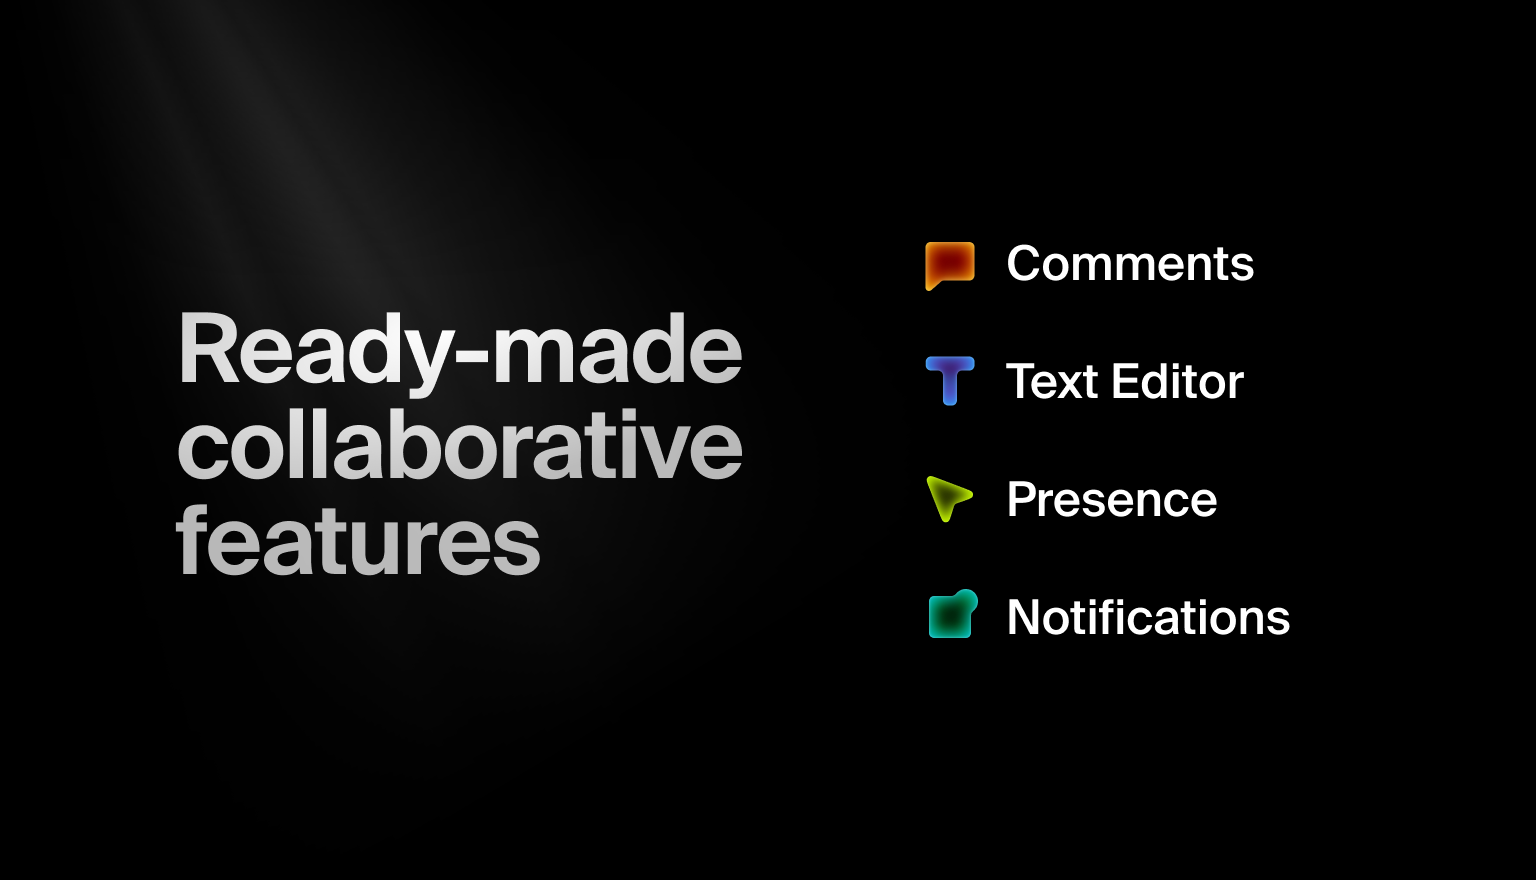 Ready-made
collaborative
features
Comments
Text Editor
Presence
Notifications